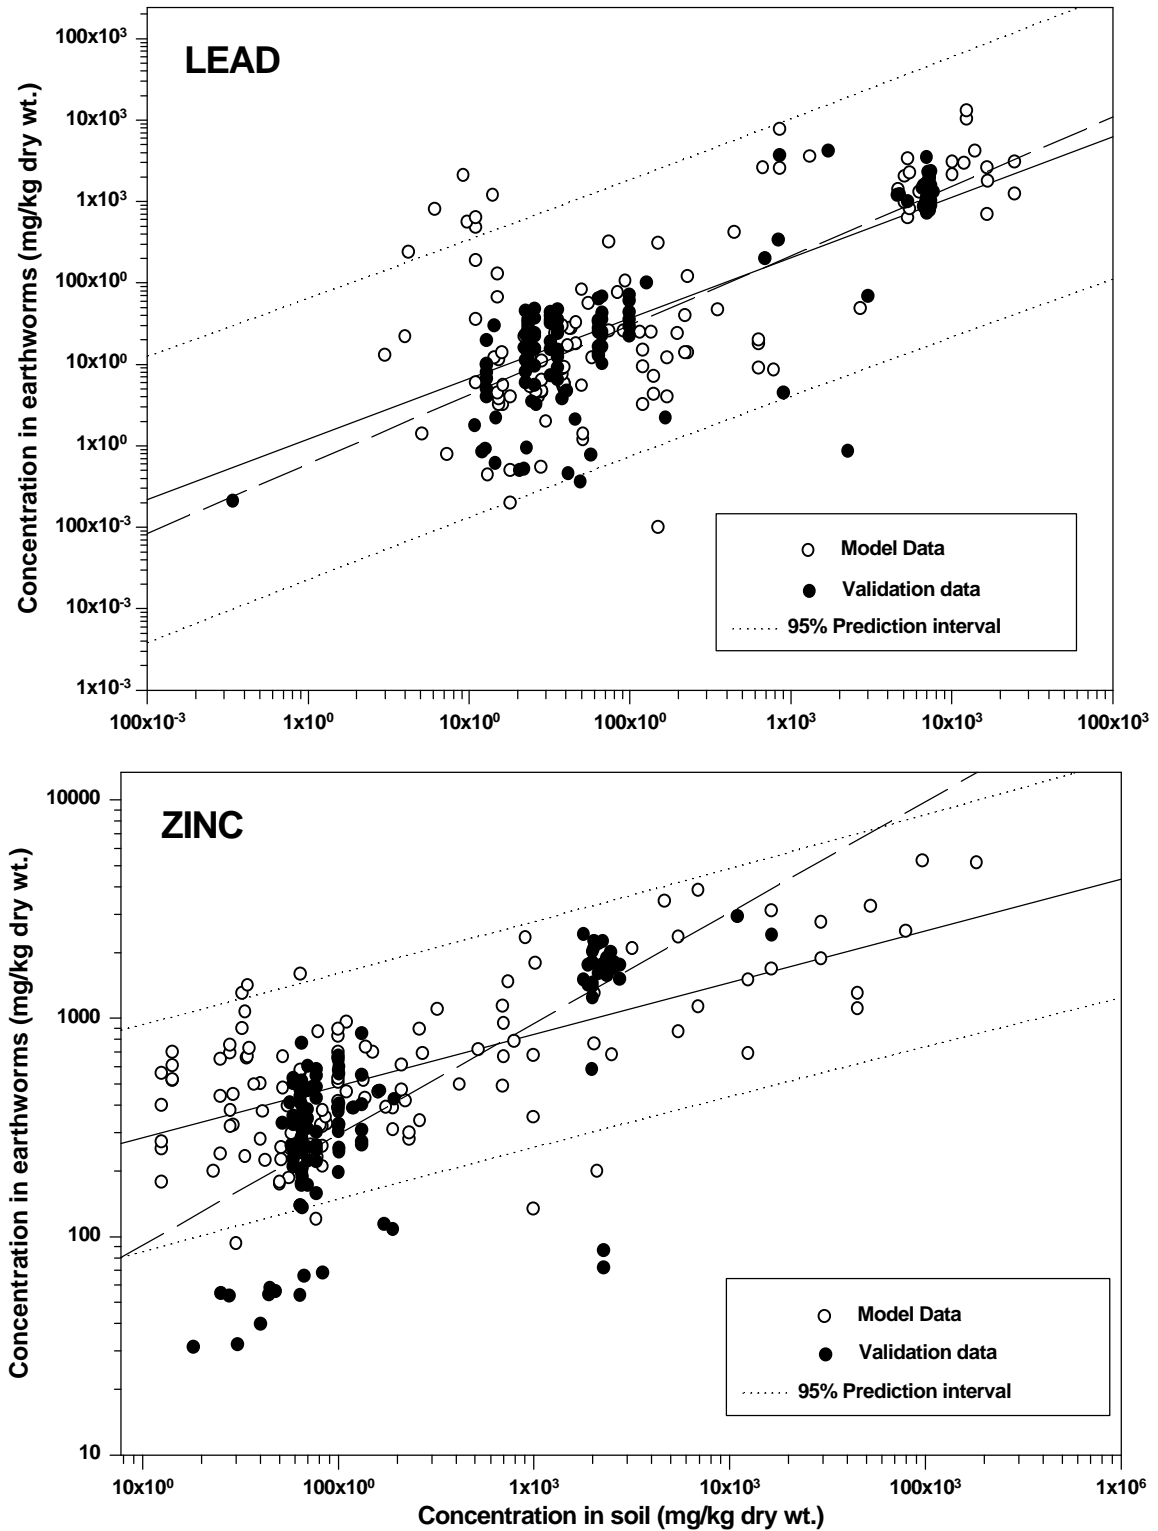 LEAD
Concentration in earthworms (mg/kg dry wt.)
100x10³
10x10³
1x10³
100x10⁰
10x10⁰
1x10⁰
100x10⁻³
10x10⁻³
1x10⁻³
Model Data
Validation data
95% Prediction interval
100x10⁻³ 1x10⁰ 10x10⁰ 100x10⁰ 1x10³ 10x10³ 100x10³
ZINC
Concentration in earthworms (mg/kg dry wt.)
10000
1000
100
10
Model Data
Validation data
95% Prediction interval
10x10⁰ 100x10⁰ 1x10³ 10x10³ 100x10³ 1x10⁶
Concentration in soil (mg/kg dry wt.)